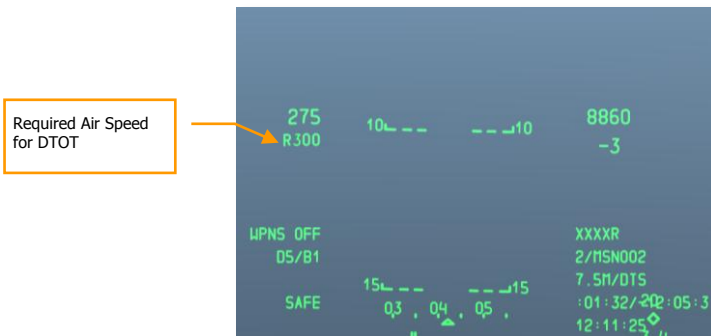 Required Air Speed
for DTOT
275
R300
10
10
8860
-3
WPNS OFF
D5/B1
SAFE
15
15
03 . 04 . 05 .
XXXXR
2/MSN002
7.5M/DTS
12:11:25